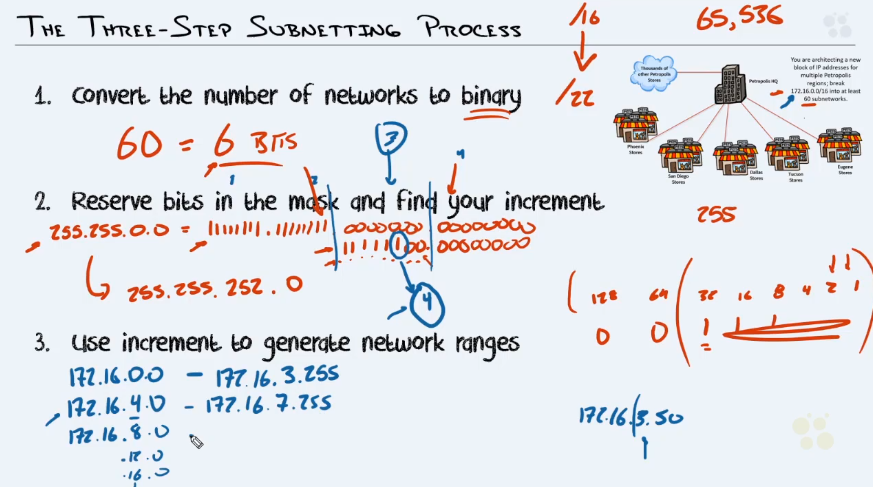 The Three-Step Subnetting Process
/16
/22
65,536
Thousands of other Petropolis Stores
Petropolis HQ
You are architecting a new
block of IP addresses for
multiple Petropolis
regions; break
172.16.0.0/16 into at least
60 subnetworks.
Phoenix Stores
San Diego Stores
Dallas Stores
Tucson Stores
Eugene Stores
1. Convert the number of networks to binary
60 = 6 BITS
3
1
2
4
2. Reserve bits in the mask and find your increment
255.255.0.0 = 11111111.11111111 00000000 00000000
11111100. 00000000
255.255.252.0
4
255
128 64 32 16 8 4 2 1
0 0 1 1 1
3. Use increment to generate network ranges
172.16.0.0 - 172.16.3.255
172.16.4.0 - 172.16.7.255
172.16.8.0
.12.0
.16.0
172.16.3.50